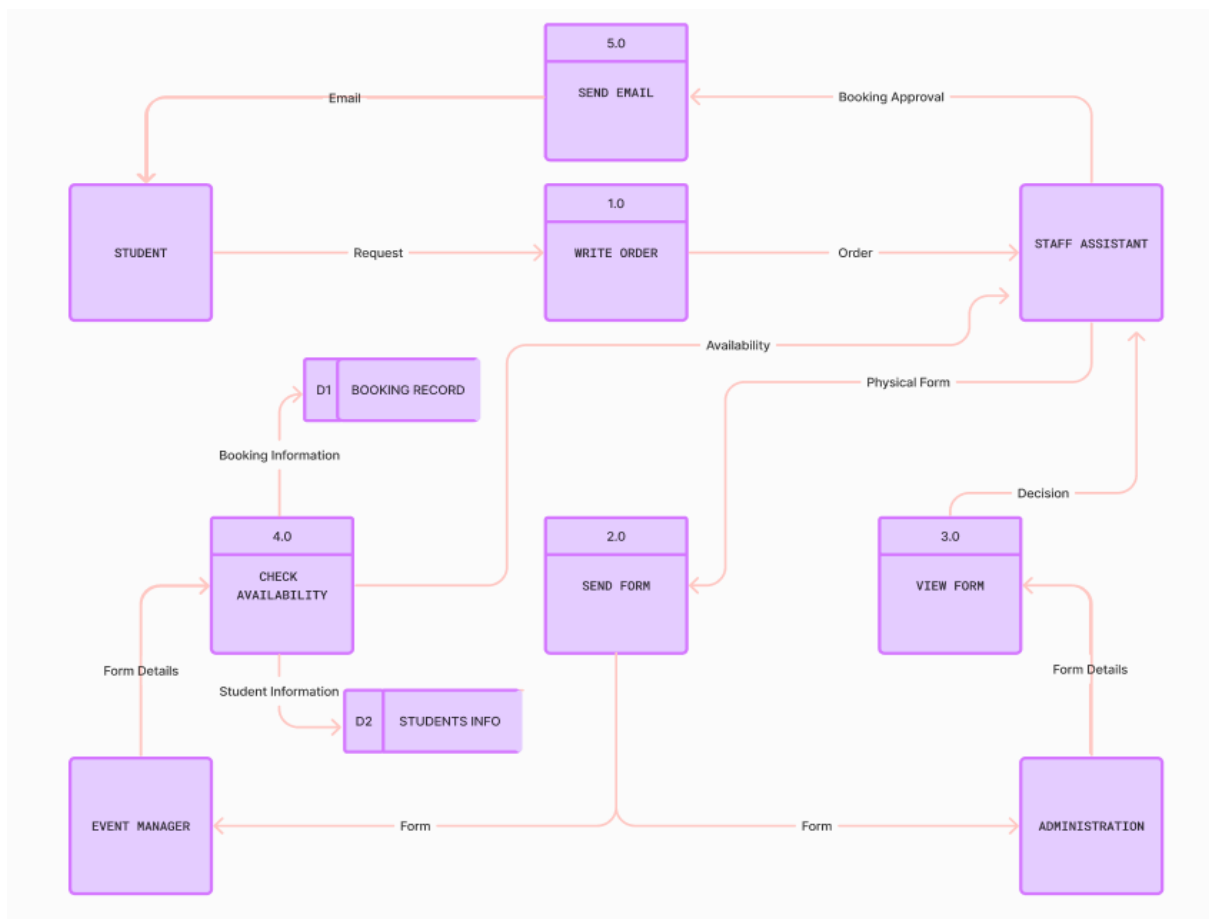 5.0
SEND EMAIL
Email
Booking Approval
1.0
STUDENT
Request
WRITE ORDER
Order
STAFF ASSISTANT
Availability
Physical Form
D1
BOOKING RECORD
Booking Information
Decision
4.0
CHECK
AVAILABILITY
2.0
SEND FORM
3.0
VIEW FORM
Form Details
Student Information
Form Details
D2
STUDENTS INFO
EVENT MANAGER
Form
Form
ADMINISTRATION